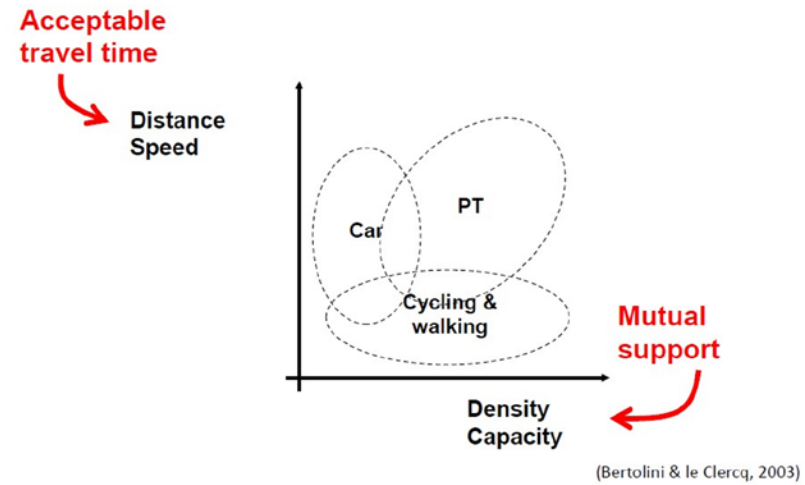 Acceptable
travel time
Distance
Speed
PT
Car
Cycling &
walking
Mutual
support
Density
Capacity
(Bertolini & le Clercq, 2003)